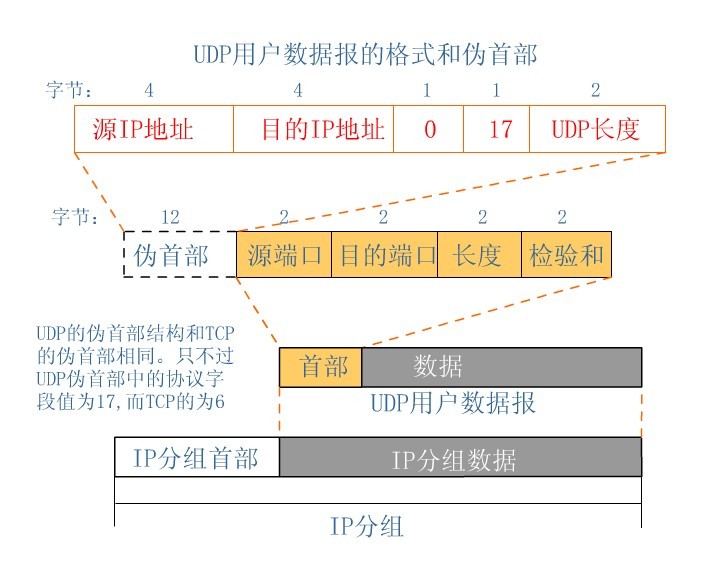 UDP用户数据报的格式和伪首部
字节： 4 4 1 1 2
源IP地址 目的IP地址 0 17 UDP长度
字节： 12 2 2 2 2
伪首部 源端口 目的端口 长度 检验和
UDP的伪首部结构和TCP
的伪首部相同。只不过
UDP伪首部中的协议字
段值为17,而TCP的为6
首部 数据
UDP用户数据报
IP分组首部 IP分组数据
IP分组